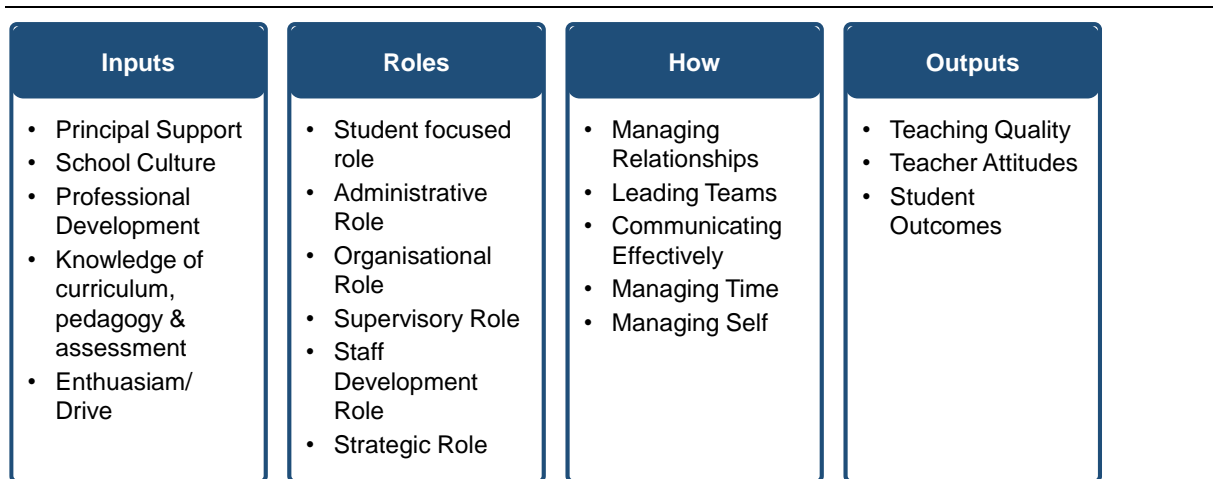 Inputs
• Principal Support
• School Culture
• Professional
Development
• Knowledge of
curriculum,
pedagogy &
assessment
• Enthuasiam/
Drive
Roles
• Student focused
role
• Administrative
Role
• Organisational
Role
• Supervisory Role
• Staff
Development
Role
• Strategic Role
How
• Managing
Relationships
• Leading Teams
• Communicating
Effectively
• Managing Time
• Managing Self
Outputs
• Teaching Quality
• Teacher Attitudes
• Student
Outcomes